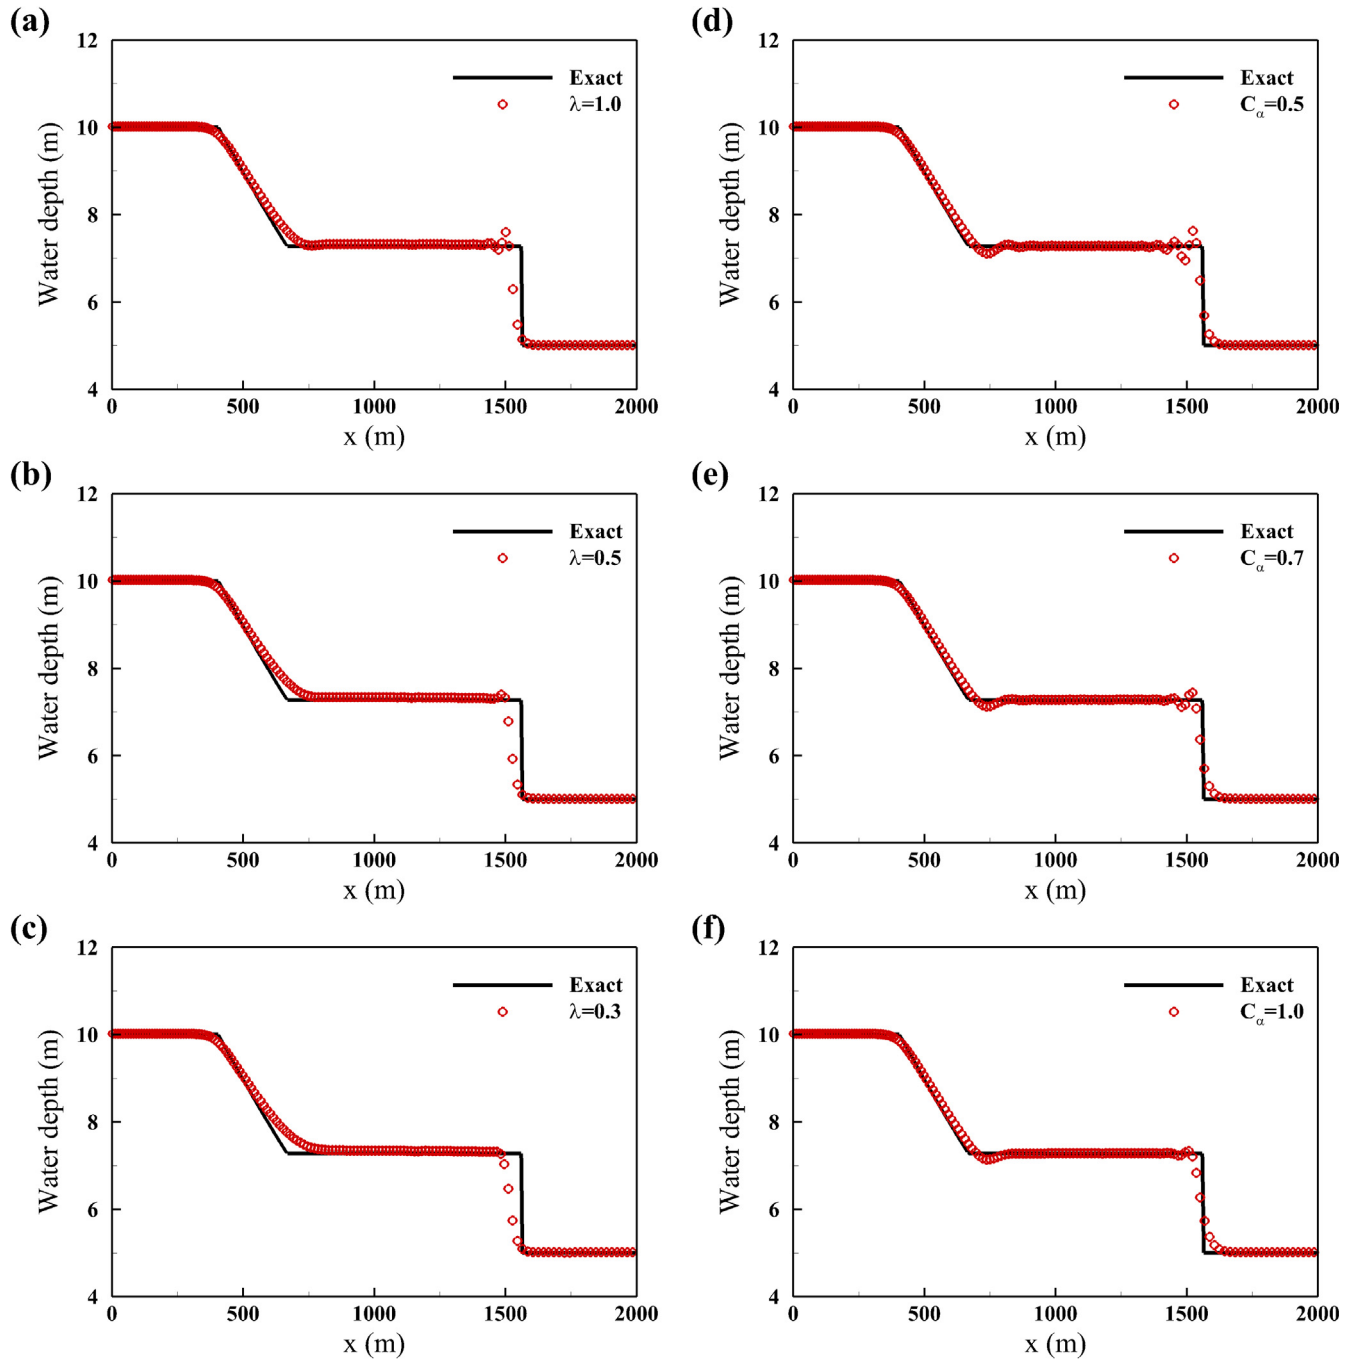 (a)
12
10
8
6
4
Water depth (m)
Exact
λ=1.0
0 500 1000 1500 2000
x (m)
(d)
12
10
8
6
4
Water depth (m)
Exact
Cα=0.5
0 500 1000 1500 2000
x (m)
(b)
12
10
8
6
4
Water depth (m)
Exact
λ=0.5
0 500 1000 1500 2000
x (m)
(e)
12
10
8
6
4
Water depth (m)
Exact
Cα=0.7
0 500 1000 1500 2000
x (m)
(c)
12
10
8
6
4
Water depth (m)
Exact
λ=0.3
0 500 1000 1500 2000
x (m)
(f)
12
10
8
6
4
Water depth (m)
Exact
Cα=1.0
0 500 1000 1500 2000
x (m)